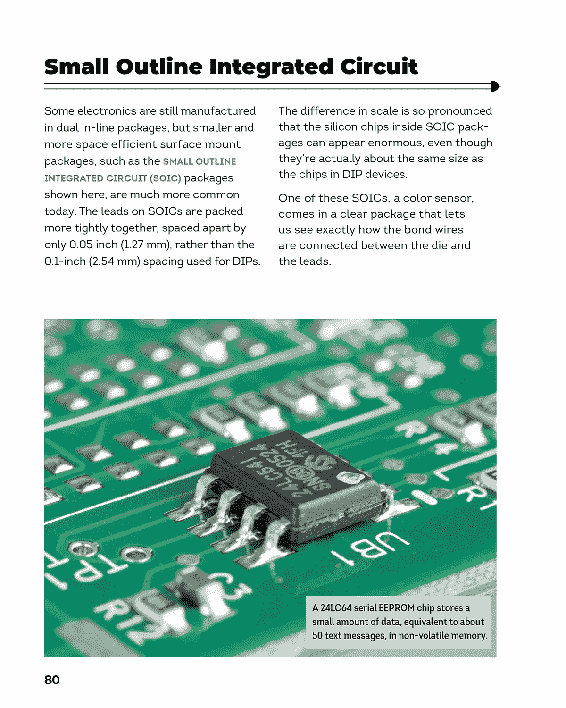 Small Outline Integrated Circuit
Some electronics are still manufactured
in dual in-line packages, but smaller and
more space efficient surface mount
packages, such as the SMALL OUTLINE
INTEGRATED CIRCUIT (SOIC) packages
shown here, are much more common
today. The leads on SOICs are packed
more tightly together, spaced apart by
only 0.05 inch (1.27 mm), rather than the
0.1-inch (2.54 mm) spacing used for DIPs.
The difference in scale is so pronounced
that the silicon chips inside SOIC pack-
ages can appear enormous, even though
they're actually about the same size as
the chips in DIP devices.
One of these SOICs, a color sensor,
comes in a clear package that lets
us see exactly how the bond wires
are connected between the die and
the leads.
24LC64I
1FH
R14
TP1
UB1
C3
A 24LC64 serial EEPROM chip stores a
small amount of data, equivalent to about
50 text messages, in non-volatile memory.
80